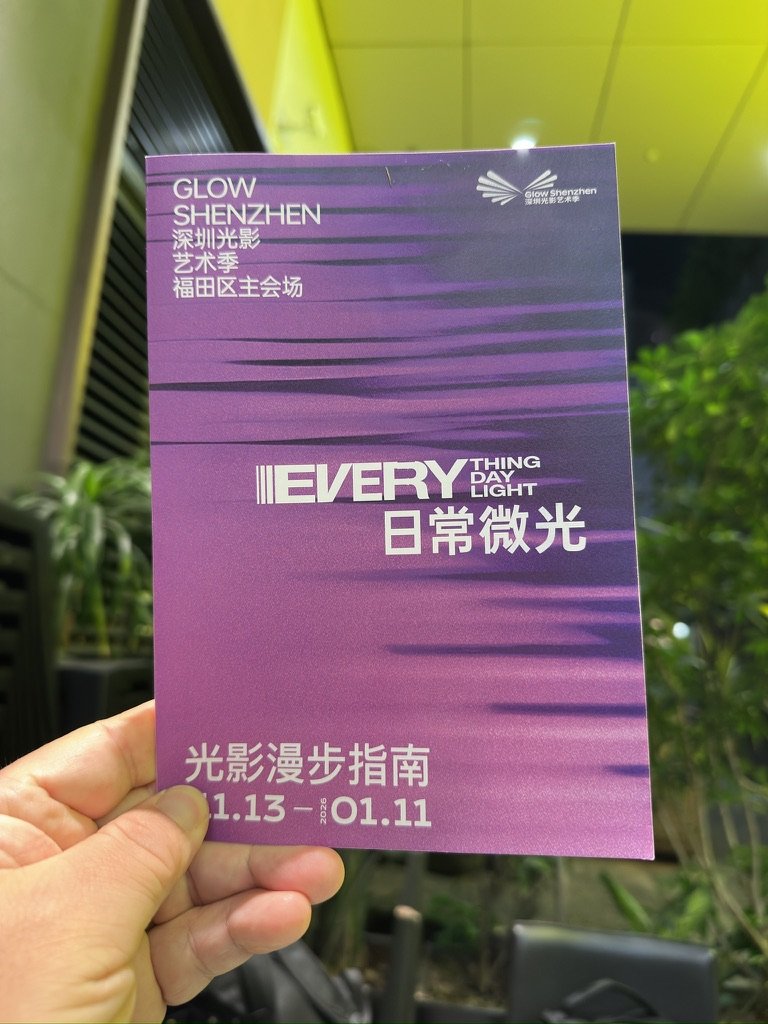 GLOW
SHENZHEN
深圳光影
艺术季
福田区主会场
Glow Shenzhen
深圳光影艺术季
EVERY
THING
DAY
LIGHT
日常微光
光影漫步指南
11.13 — 2026 01.11